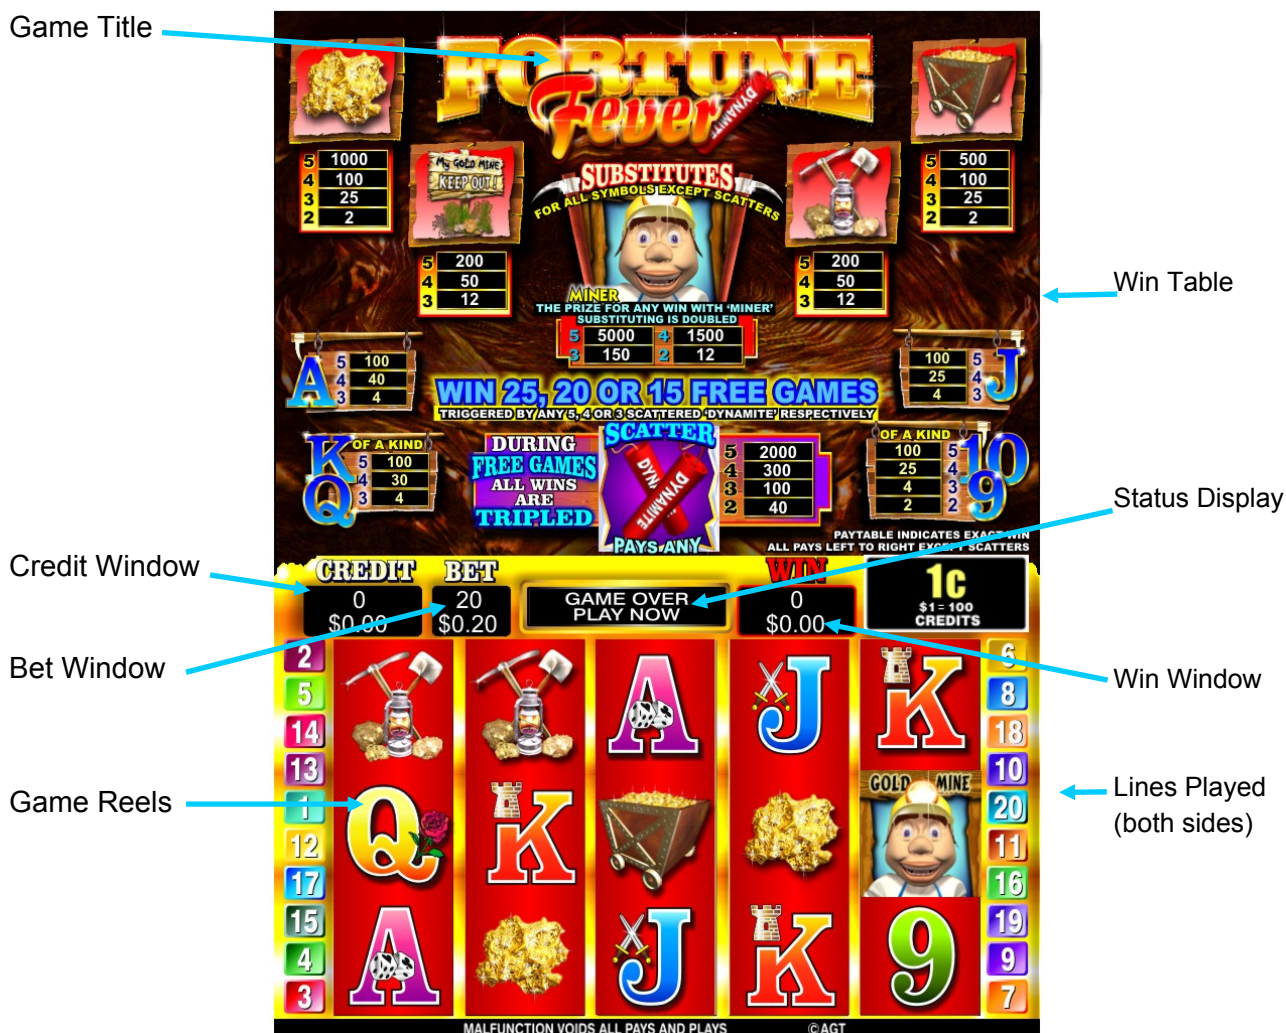 Game Title
FORTUNE
Fever
DYNAMITE
5 1000
4 100
3 25
2 2
My GOLD MINE
KEEP OUT!
5 200
4 50
3 12
SUBSTITUTES
FOR ALL SYMBOLS EXCEPT SCATTERS
MINER
THE PRIZE FOR ANY WIN WITH 'MINER'
SUBSTITUTING IS DOUBLED
5 5000 4 1500
3 150 2 12
5 200
4 50
3 12
5 500
4 100
3 25
2 2
Win Table
A
5 100
4 40
3 4
100 5
25 4
4 3
J
WIN 25, 20 OR 15 FREE GAMES
TRIGGERED BY ANY 5, 4 OR 3 SCATTERED 'DYNAMITE' RESPECTIVELY
K
Q
OF A KIND
5 100
4 30
3 4
DURING
FREE GAMES
ALL WINS
ARE
TRIPLED
SCATTER
DYNAMITE
PAYS ANY
5 2000
4 300
3 100
2 40
OF A KIND
100 5
25 4
4 3
2 2
10
9
Status Display
PAYTABLE INDICATES EXACT WIN
ALL PAYS LEFT TO RIGHT EXCEPT SCATTERS
Credit Window
CREDIT BET WIN
0
$0.00
20
$0.20
GAME OVER
PLAY NOW
0
$0.00
1c
$1=100
CREDITS
Bet Window
Win Window
2
5
14
13
1
12
17
15
4
3
A J K
Q K
GOLD MINE
A J K 9
6
8
18
10
20
11
16
19
9
7
Game Reels
Lines Played
(both sides)
MALFUNCTION VOIDS ALL PAYS AND PLAYS ©AGT